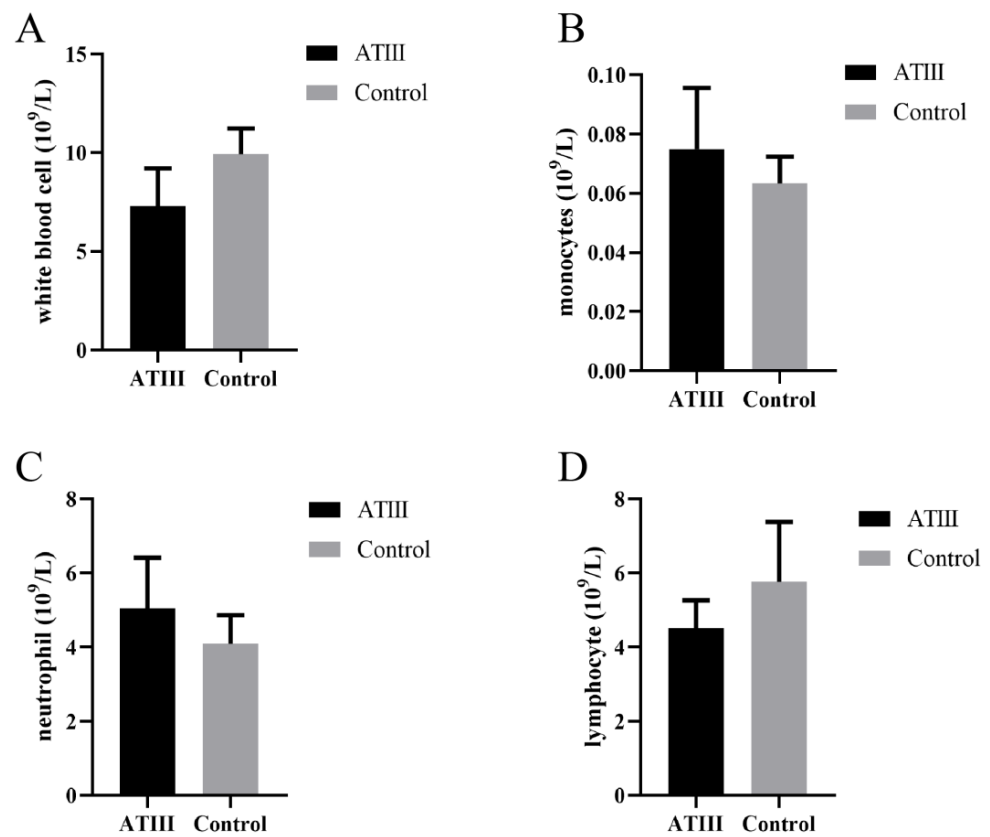 A
white blood cell (10⁹/L)
15
10
5
0
ATIII
Control
ATIII Control
B
monocytes (10⁹/L)
0.10
0.08
0.06
0.04
0.02
0.00
ATIII
Control
ATIII Control
C
neutrophil (10⁹/L)
8
6
4
2
0
ATIII
Control
ATIII Control
D
lymphocyte (10⁹/L)
8
6
4
2
0
ATIII
Control
ATIII Control